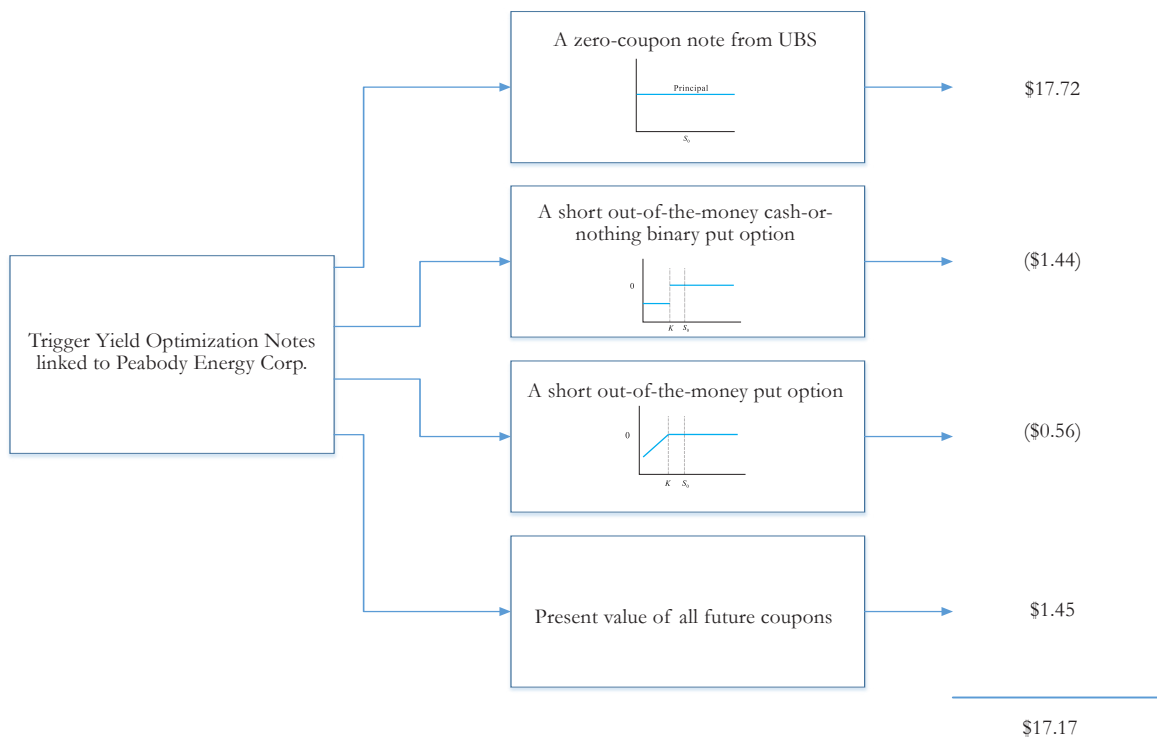 A zero-coupon note from UBS
Principal
S₀
$17.72
A short out-of-the-money cash-or-
nothing binary put option
0
K S₀
($1.44)
Trigger Yield Optimization Notes
linked to Peabody Energy Corp.
A short out-of-the-money put option
0
K S₀
($0.56)
Present value of all future coupons
$1.45
$17.17